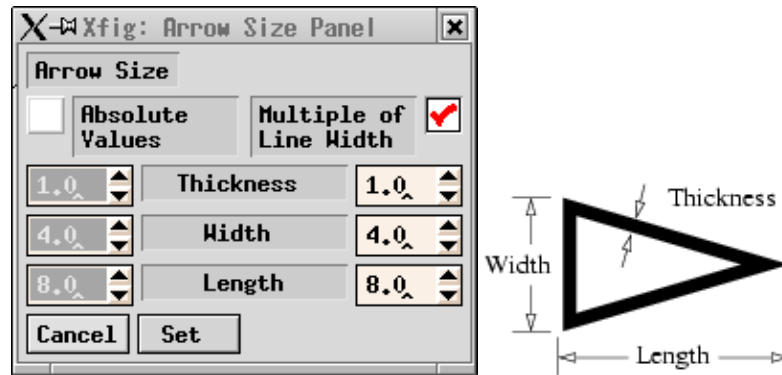 Xfig: Arrow Size Panel
Arrow Size
Absolute Values
Multiple of Line Width
1.0 Thickness 1.0
4.0 Width 4.0
8.0 Length 8.0
Cancel Set
Thickness
Width
Length